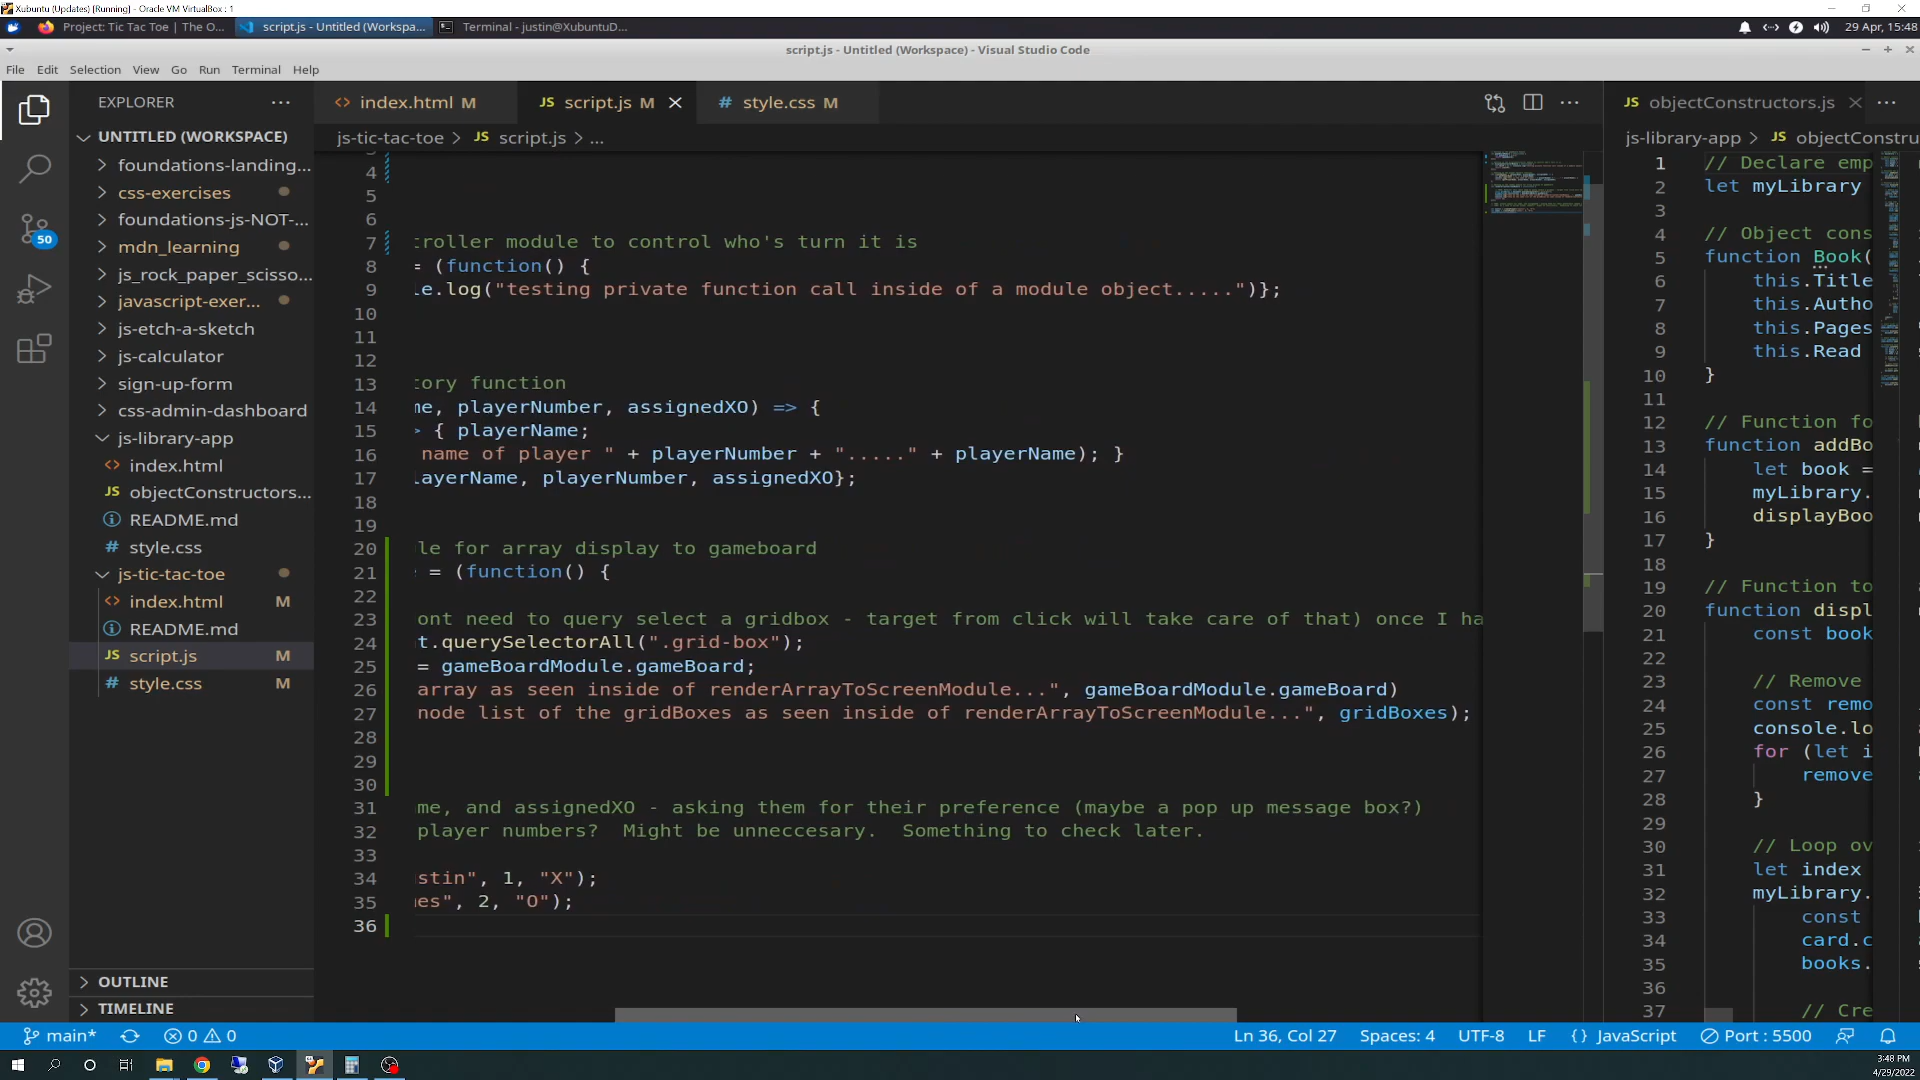 Xubuntu (Updates) [Running] - Oracle VM VirtualBox : 1
Project: Tic Tac Toe | The O...
script.js - Untitled (Workspa...
Terminal - justin@XubuntuD...
29 Apr, 15:48
script.js - Untitled (Workspace) - Visual Studio Code
File Edit Selection View Go Run Terminal Help
EXPLORER
UNTITLED (WORKSPACE)
foundations-landing...
css-exercises
foundations-js-NOT-...
mdn_learning
js_rock_paper_scisso...
javascript-exer...
js-etch-a-sketch
js-calculator
sign-up-form
css-admin-dashboard
js-library-app
index.html
JS objectConstructors...
README.md
# style.css
js-tic-tac-toe
index.html M
README.md
JS script.js M
# style.css M
OUTLINE
TIMELINE
50
index.html M
JS script.js M
# style.css M
js-tic-tac-toe > JS script.js > ...
4
5
6
7 troller module to control who's turn it is
8 = (function() {
9 le.log("testing private function call inside of a module object.....")};
10
11
12
13 tory function
14 me, playerNumber, assignedXO) => {
15 > { playerName;
16 name of player " + playerNumber + "....." + playerName); }
17 layerName, playerNumber, assignedXO};
18
19
20 le for array display to gameboard
21 = (function() {
22
23 ont need to query select a gridbox - target from click will take care of that) once I ha
24 t.querySelectorAll(".grid-box");
25 = gameBoardModule.gameBoard;
26 array as seen inside of renderArrayToScreenModule...", gameBoardModule.gameBoard)
27 node list of the gridBoxes as seen inside of renderArrayToScreenModule...", gridBoxes);
28
29
30
31 me, and assignedXO - asking them for their preference (maybe a pop up message box?)
32 player numbers? Might be unneccesary. Something to check later.
33
34 stin", 1, "X");
35 es", 2, "O");
36
JS objectConstructors.js
js-library-app > JS objectConstru
1 // Declare emp
2 let myLibrary
3
4 // Object cons
5 function Book(
6 this.Title
7 this.Autho
8 this.Pages
9 this.Read
10 }
11
12 // Function fo
13 function addBo
14 let book =
15 myLibrary.
16 displayBoo
17 }
18
19 // Function to
20 function displ
21 const book
22
23 // Remove
24 const remo
25 console.lo
26 for (let i
27 remove
28 }
29
30 // Loop ov
31 let index
32 myLibrary.
33 const
34 card.c
35 books.
36
37 // Cre
main*
0 0
Ln 36, Col 27
Spaces: 4
UTF-8
LF
{} JavaScript
Port : 5500
3:48 PM
4/29/2022